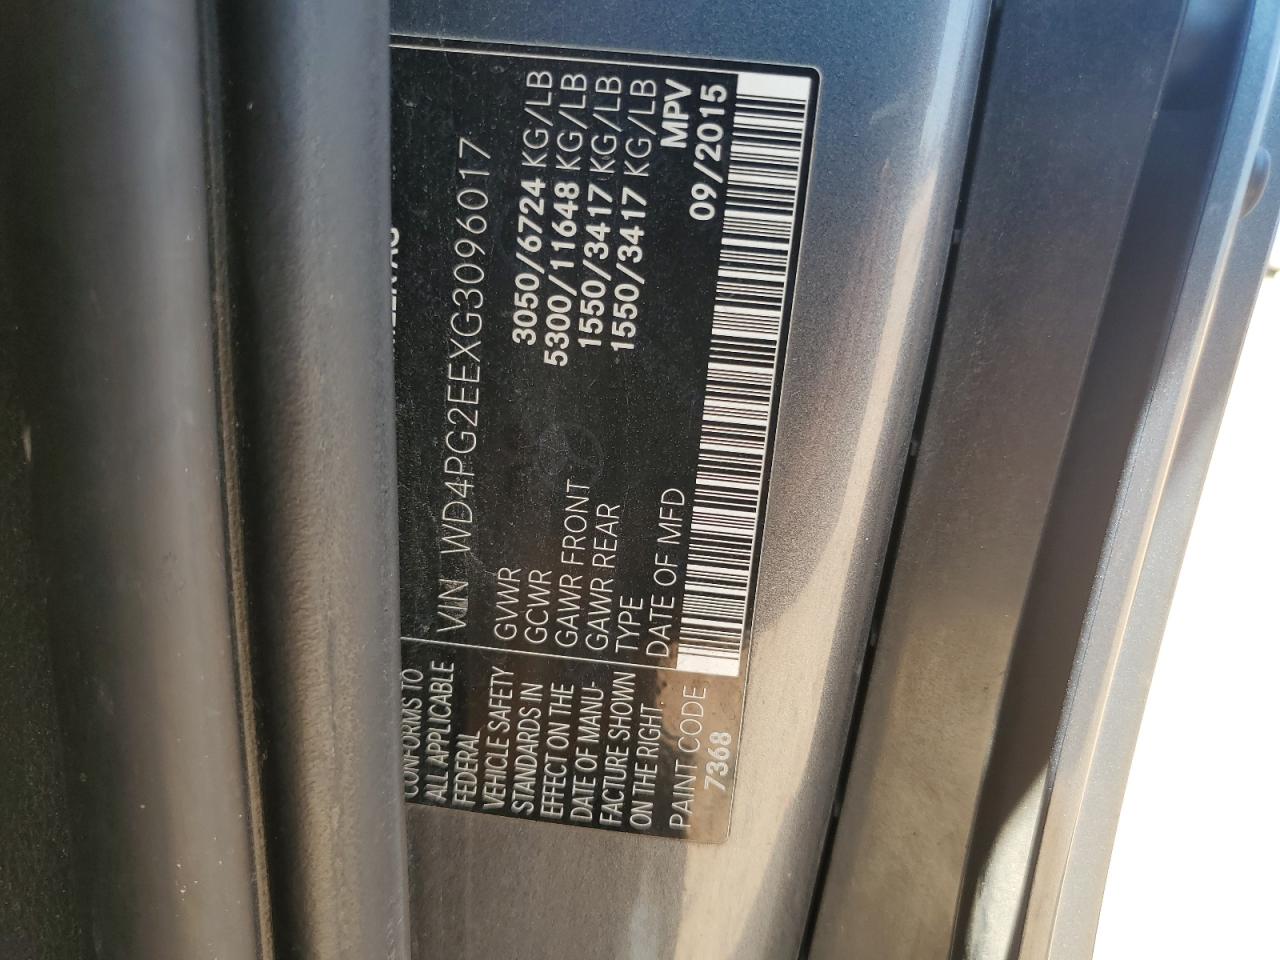 VIN WD4PG2EEXG3096017
GVWR 3050/6724 KG/LB
GCWR 5300/11648 KG/LB
GAWR FRONT 1550/3417 KG/LB
GAWR REAR 1550/3417 KG/LB
TYPE MPV
DATE OF MFD 09/2015
CONFORMS TO
ALL APPLICABLE
FEDERAL
VEHICLE SAFETY
STANDARDS IN
EFFECT ON THE
DATE OF MANU-
FACTURE SHOWN
ON THE RIGHT.
PAINT CODE
7368